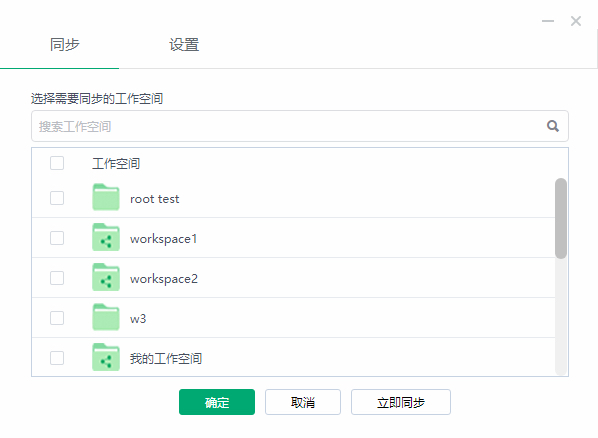 同步
设置
选择需要同步的工作空间
搜索工作空间
工作空间
root test
workspace1
workspace2
w3
我的工作空间
确定
取消
立即同步